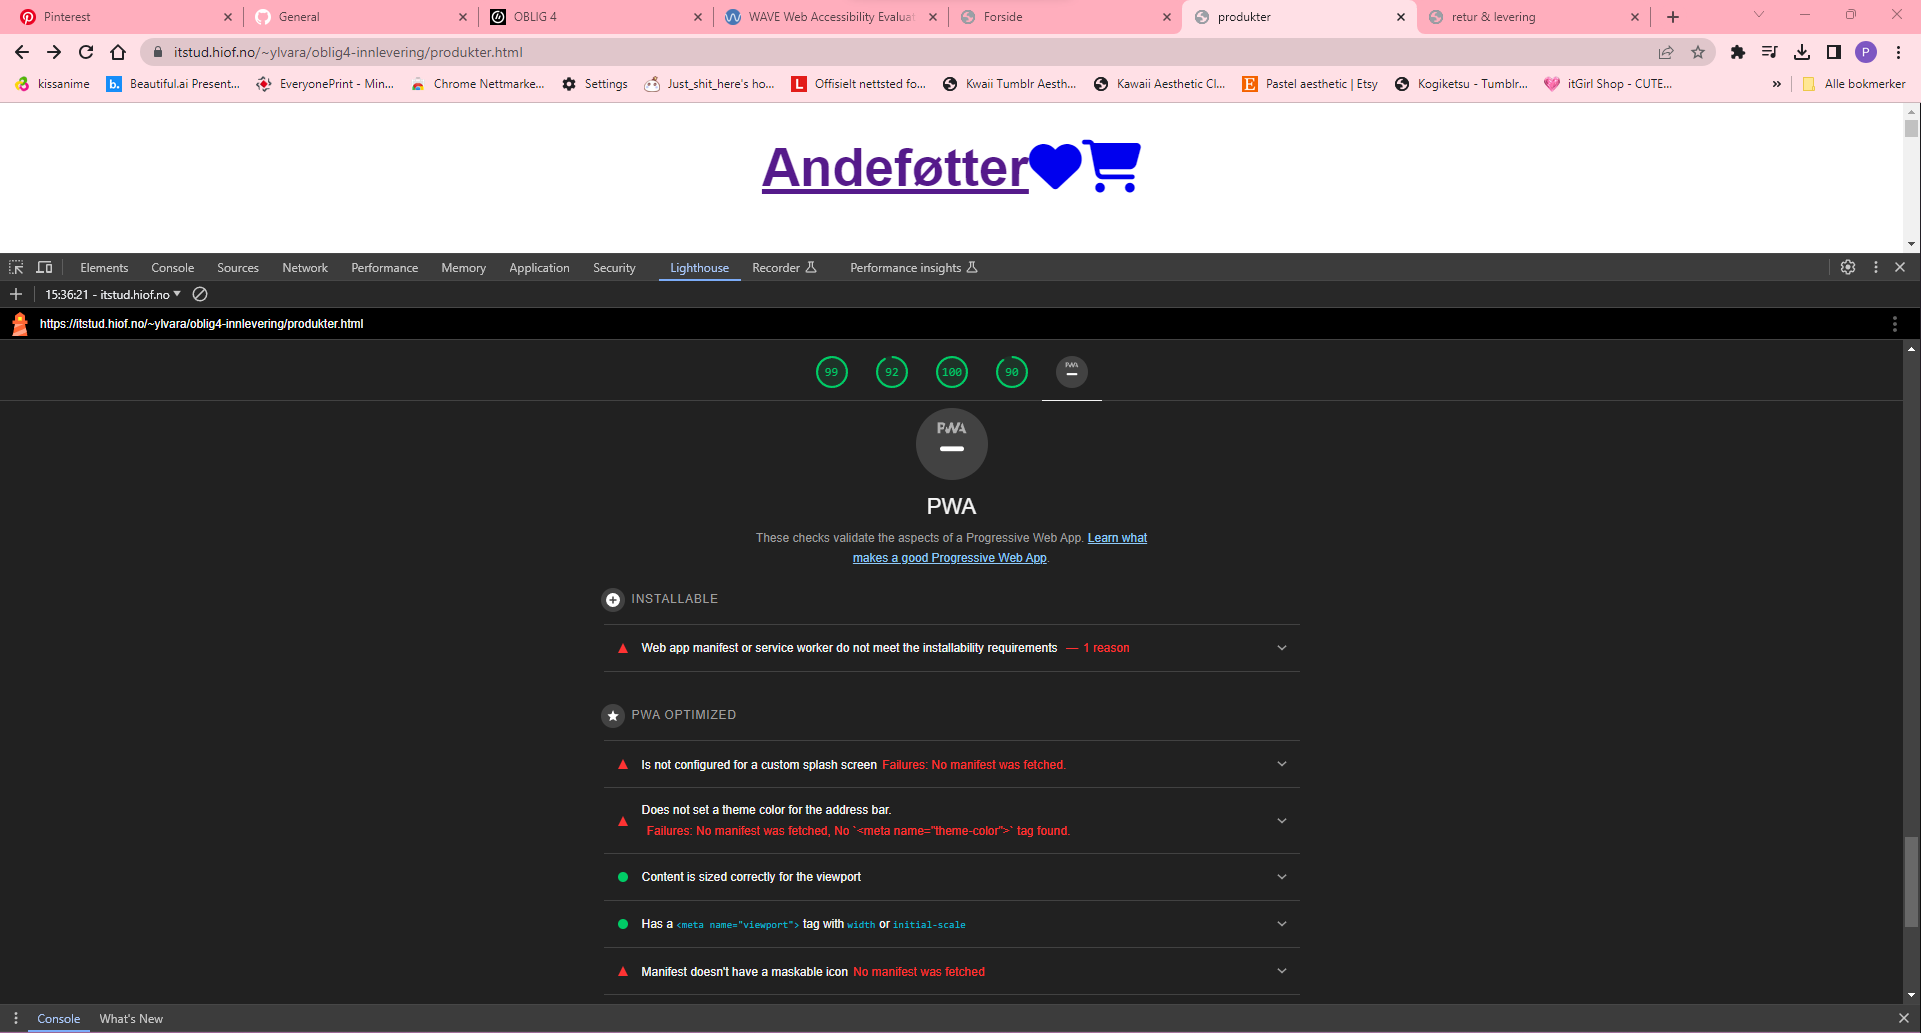 Pinterest
General
OBLIG 4
WAVE Web Accessibility Evaluat
Forside
produkter
retur & levering
itstud.hiof.no/~ylvara/oblig4-innlevering/produkter.html
P
kissanime
Beautiful.ai Present...
EveryonePrint - Min...
Chrome Nettmarke...
Settings
Just_shit_here's ho...
Offisielt nettsted fo...
Kwaii Tumblr Aesth...
Kawaii Aesthetic Cl...
Pastel aesthetic | Etsy
Kogiketsu - Tumblr...
itGirl Shop - CUTE...
»
Alle bokmerker
Andeføtter
Elements
Console
Sources
Network
Performance
Memory
Application
Security
Lighthouse
Recorder
Performance insights
15:36:21 - itstud.hiof.no
https://itstud.hiof.no/~ylvara/oblig4-innlevering/produkter.html
99
92
100
90
PWA
PWA
PWA
These checks validate the aspects of a Progressive Web App. Learn what
makes a good Progressive Web App.
INSTALLABLE
Web app manifest or service worker do not meet the installability requirements — 1 reason
PWA OPTIMIZED
Is not configured for a custom splash screen Failures: No manifest was fetched.
Does not set a theme color for the address bar.
Failures: No manifest was fetched, No `<meta name="theme-color">` tag found.
Content is sized correctly for the viewport
Has a <meta name="viewport"> tag with width or initial-scale
Manifest doesn't have a maskable icon No manifest was fetched
Console
What's New